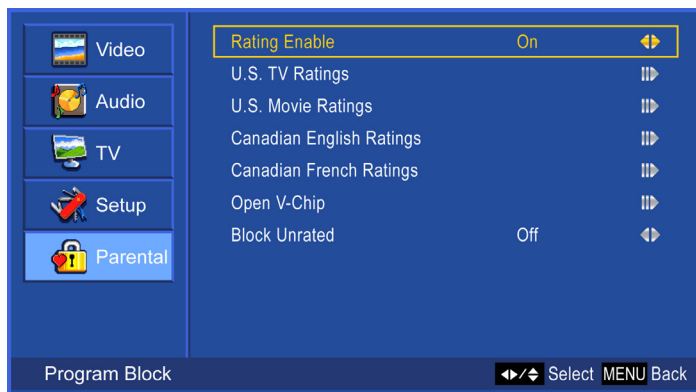 Video
Audio
TV
Setup
Parental
Rating Enable On
U.S. TV Ratings
U.S. Movie Ratings
Canadian English Ratings
Canadian French Ratings
Open V-Chip
Block Unrated Off
Program Block
Select MENU Back